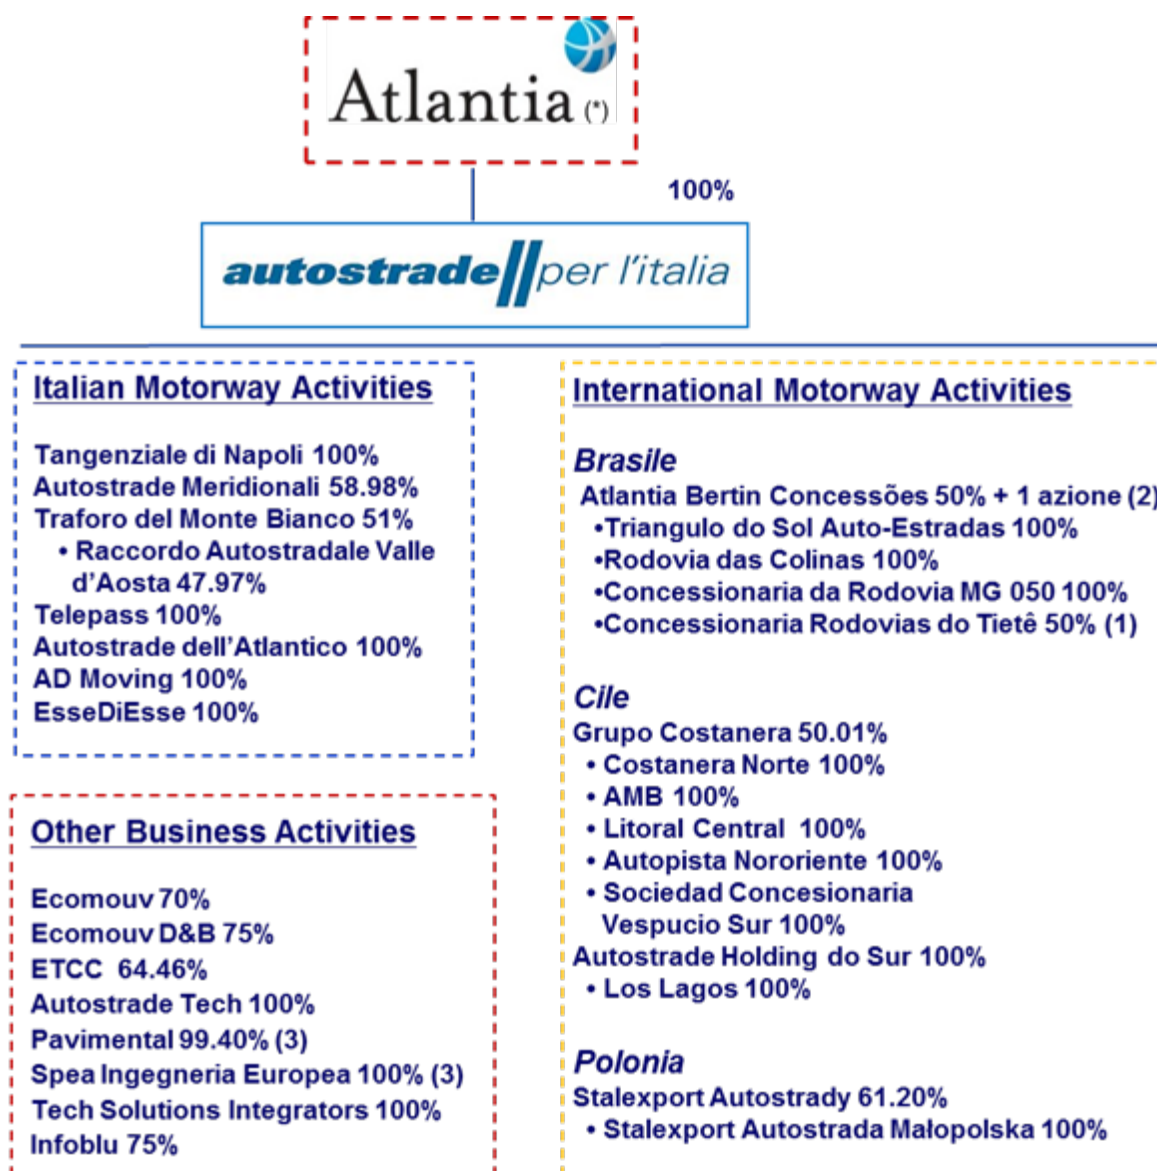 Atlantia (*)
100%
autostrade per l'italia
Italian Motorway Activities
Tangenziale di Napoli 100%
Autostrade Meridionali 58.98%
Traforo del Monte Bianco 51%
• Raccordo Autostradale Valle
d'Aosta 47.97%
Telepass 100%
Autostrade dell'Atlantico 100%
AD Moving 100%
EsseDiEsse 100%
Other Business Activities
Ecomouv 70%
Ecomouv D&B 75%
ETCC 64.46%
Autostrade Tech 100%
Pavimental 99.40% (3)
Spea Ingegneria Europea 100% (3)
Tech Solutions Integrators 100%
Infoblu 75%
International Motorway Activities
Brasile
Atlantia Bertin Concessões 50% + 1 azione (2)
•Triangulo do Sol Auto-Estradas 100%
•Rodovia das Colinas 100%
•Concessionaria da Rodovia MG 050 100%
•Concessionaria Rodovias do Tietê 50% (1)
Cile
Grupo Costanera 50.01%
• Costanera Norte 100%
• AMB 100%
• Litoral Central 100%
• Autopista Nororiente 100%
• Sociedad Concesionaria
Vespucio Sur 100%
Autostrade Holding do Sur 100%
• Los Lagos 100%
Polonia
Stalexport Autostrady 61.20%
• Stalexport Autostrada Małopolska 100%